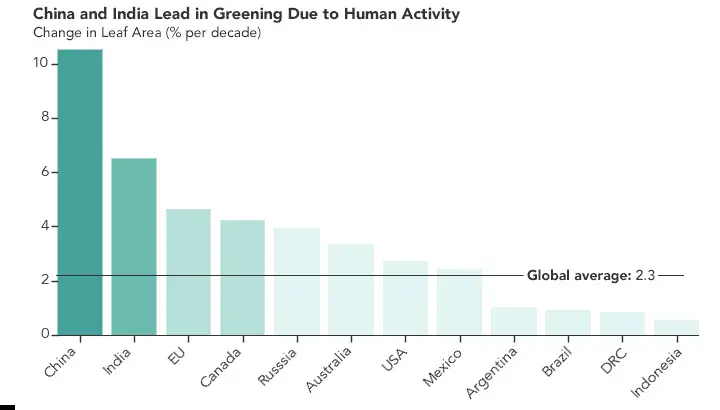 China and India Lead in Greening Due to Human Activity
Change in Leaf Area (% per decade)
10
8
6
4
2
0
Global average: 2.3
China
India
EU
Canada
Russsia
Australia
USA
Mexico
Argentina
Brazil
DRC
Indonesia